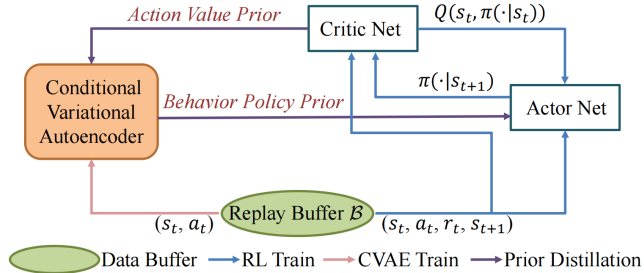 Action Value Prior
Critic Net
Q(s_t, π(·|s_t))
Conditional
Variational
Autoencoder
Behavior Policy Prior
π(·|s_{t+1})
Actor Net
(s_t, a_t)
Replay Buffer ℬ
(s_t, a_t, r_t, s_{t+1})
Data Buffer
RL Train
CVAE Train
Prior Distillation